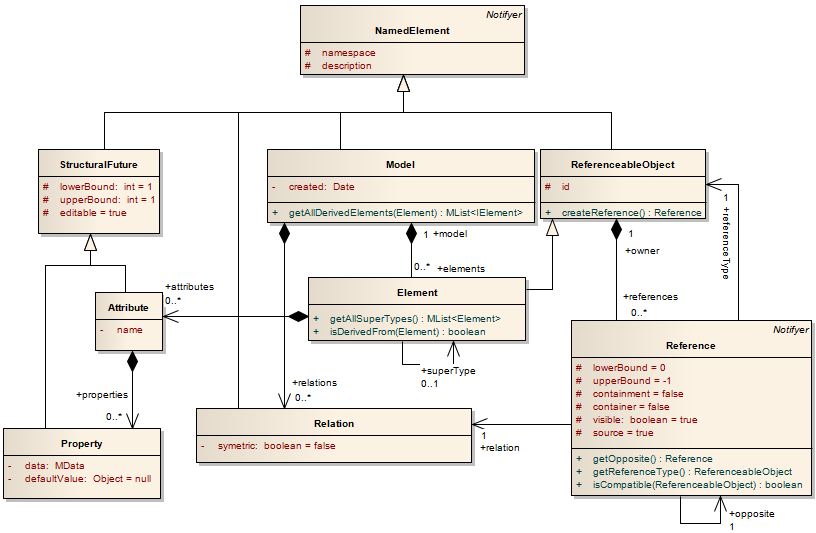 Notifyer
NamedElement
# namespace
# description
StructuralFuture
# lowerBound: int = 1
# upperBound: int = 1
# editable = true
Model
- created: Date
+ getAllDerivedElements(Element) : MList<IElement>
ReferenceableObject
# id
+ createReference() : Reference
1
+referenceType
1 +model
0..* +elements
1
+owner
+references
0..*
+attributes
0..*
Attribute
- name
Element
+ getAllSuperTypes() : MList<Element>
+ isDerivedFrom(Element) : boolean
+superType
0..1
+relations
0..*
+properties
0..*
Property
- data: MData
- defaultValue: Object = null
Relation
- symetric: boolean = false
1
+relation
Notifyer
Reference
# lowerBound = 0
# upperBound = -1
# containment = false
# container = false
# visible: boolean = true
# source = true
+ getOpposite() : Reference
+ getReferenceType() : ReferenceableObject
+ isCompatible(ReferenceableObject) : boolean
+opposite
1